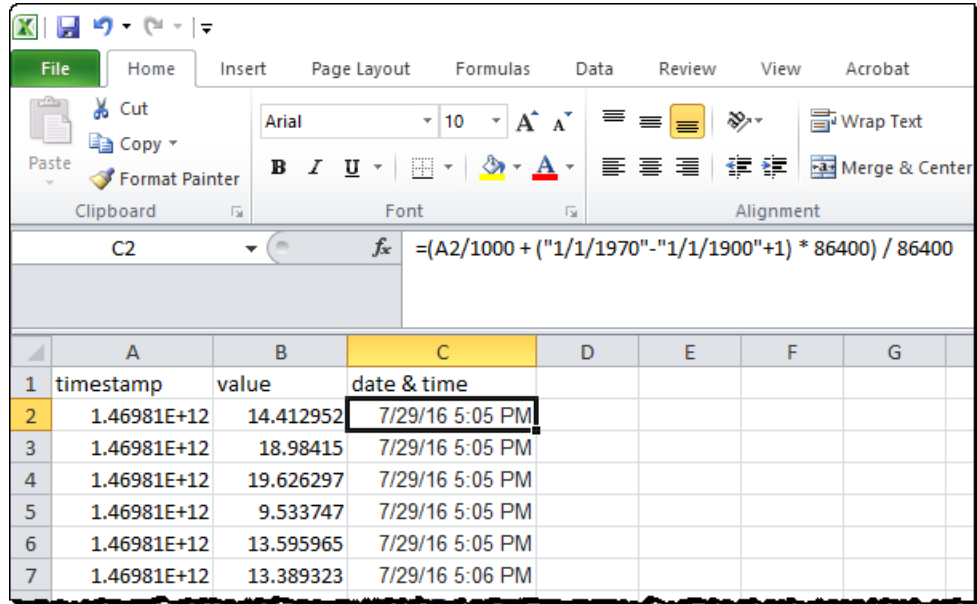 File Home Insert Page Layout Formulas Data Review View Acrobat
Cut
Arial 10 A A Wrap Text
Copy
Paste
B I U A Merge & Center
Format Painter
Clipboard Font Alignment
C2 fx =(A2/1000 + ("1/1/1970"-"1/1/1900"+1) * 86400) / 86400
A B C D E F G
1 timestamp value date & time
2 1.46981E+12 14.412952 7/29/16 5:05 PM
3 1.46981E+12 18.98415 7/29/16 5:05 PM
4 1.46981E+12 19.626297 7/29/16 5:05 PM
5 1.46981E+12 9.533747 7/29/16 5:05 PM
6 1.46981E+12 13.595965 7/29/16 5:05 PM
7 1.46981E+12 13.389323 7/29/16 5:06 PM